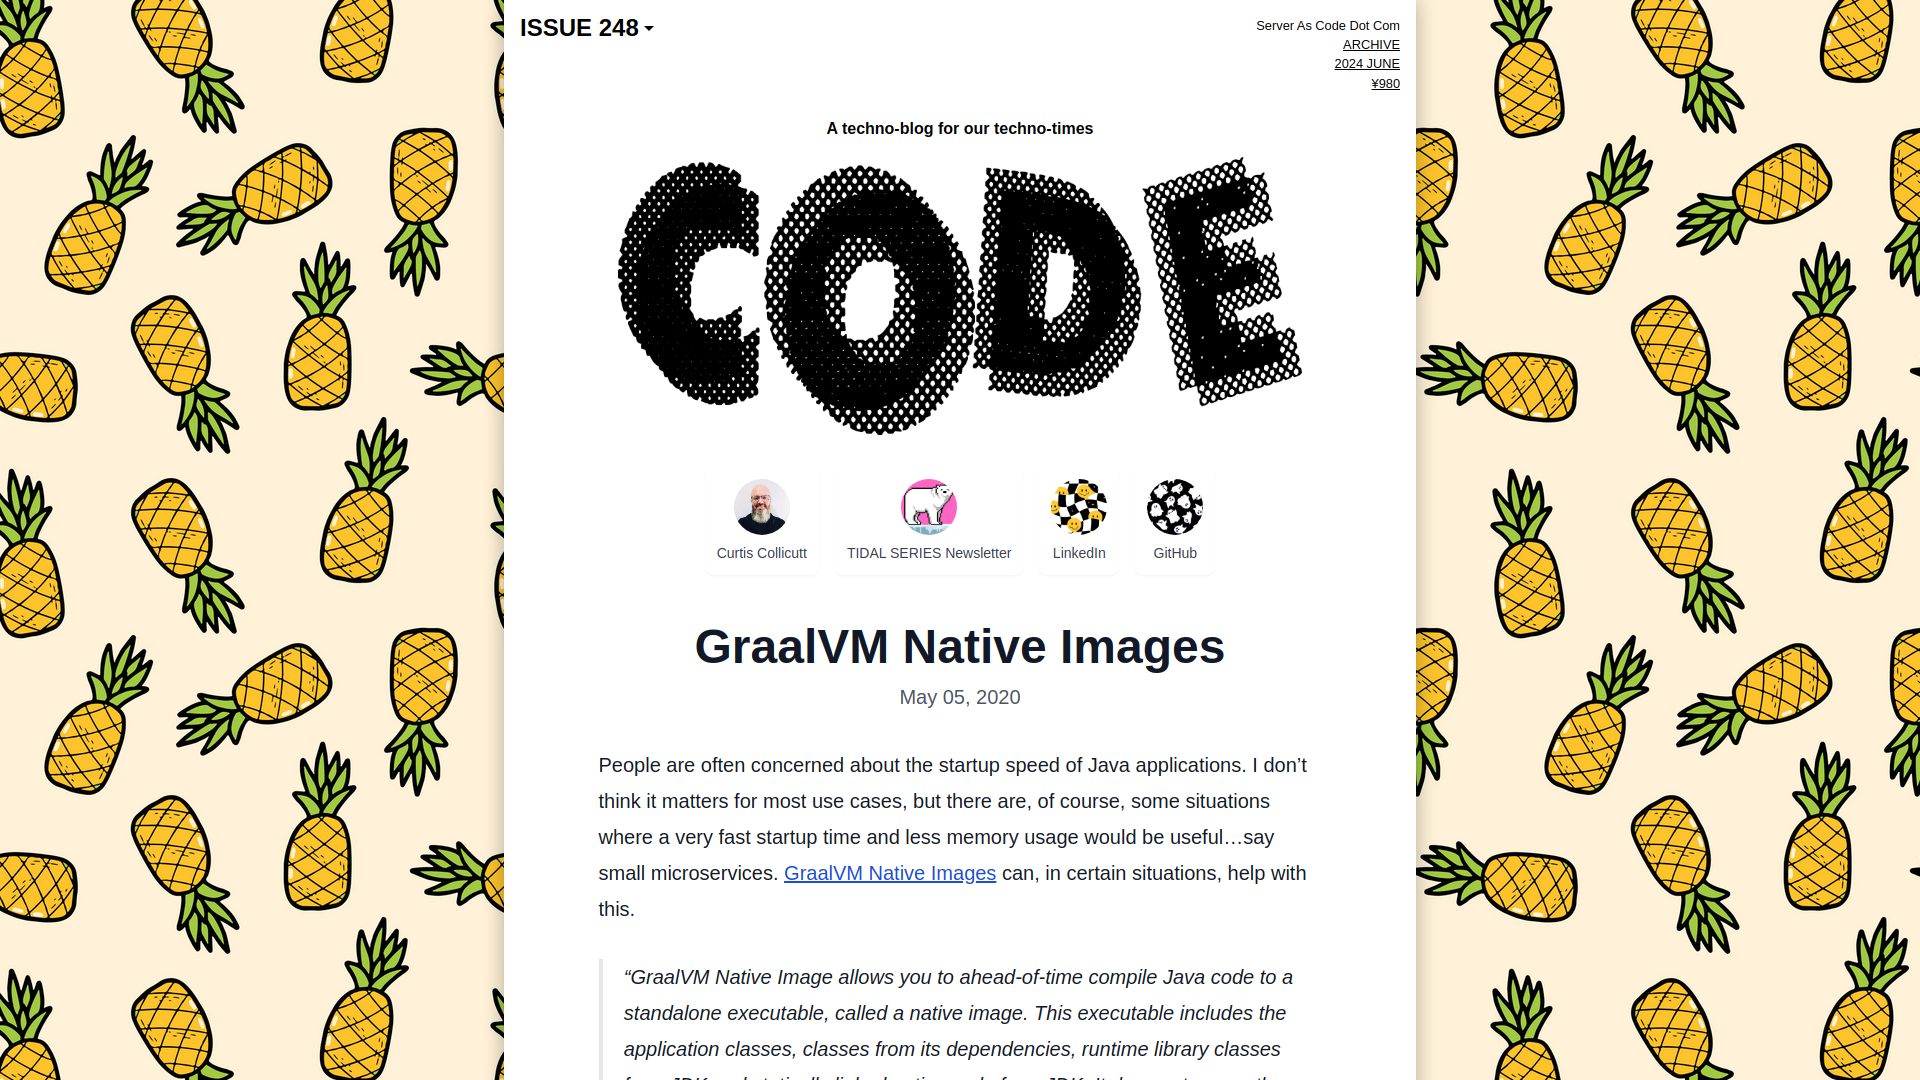 ISSUE 248
Server As Code Dot Com
ARCHIVE
2024 JUNE
¥980
A techno-blog for our techno-times
CODE
Curtis Collicutt
TIDAL SERIES Newsletter
LinkedIn
GitHub
GraalVM Native Images
May 05, 2020
People are often concerned about the startup speed of Java applications. I don’t
think it matters for most use cases, but there are, of course, some situations
where a very fast startup time and less memory usage would be useful…say
small microservices. GraalVM Native Images can, in certain situations, help with
this.
“GraalVM Native Image allows you to ahead-of-time compile Java code to a
standalone executable, called a native image. This executable includes the
application classes, classes from its dependencies, runtime library classes